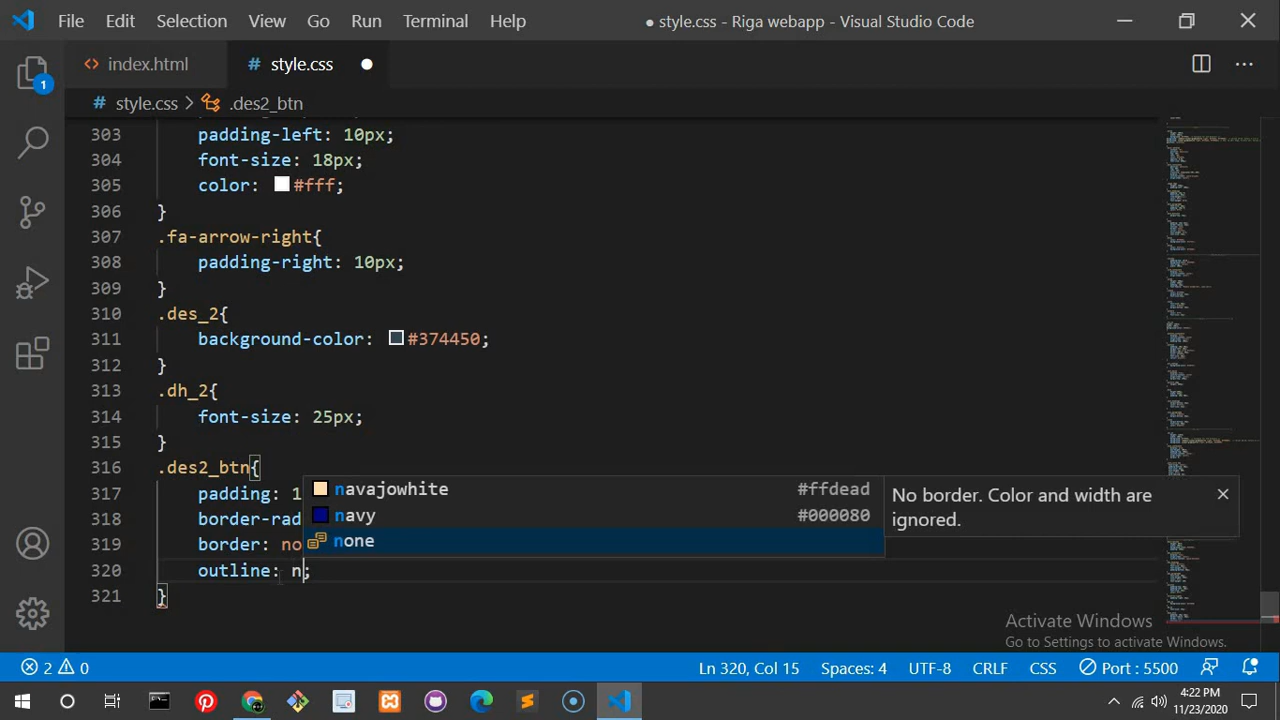 File Edit Selection View Go Run Terminal Help
● style.css - Riga webapp - Visual Studio Code
index.html
# style.css ●
# style.css > .des2_btn
303 padding-left: 10px;
304 font-size: 18px;
305 color: #fff;
306 }
307 .fa-arrow-right{
308 padding-right: 10px;
309 }
310 .des_2{
311 background-color: #374450;
312 }
313 .dh_2{
314 font-size: 25px;
315 }
316 .des2_btn{
317 padding: 1
318 border-rad
319 border: no
320 outline: n;
321 }
navajowhite #ffdead
navy #000080
none
No border. Color and width are
ignored.
1
Activate Windows
Go to Settings to activate Windows.
2 0
Ln 320, Col 15 Spaces: 4 UTF-8 CRLF CSS Port : 5500
4:22 PM
11/23/2020